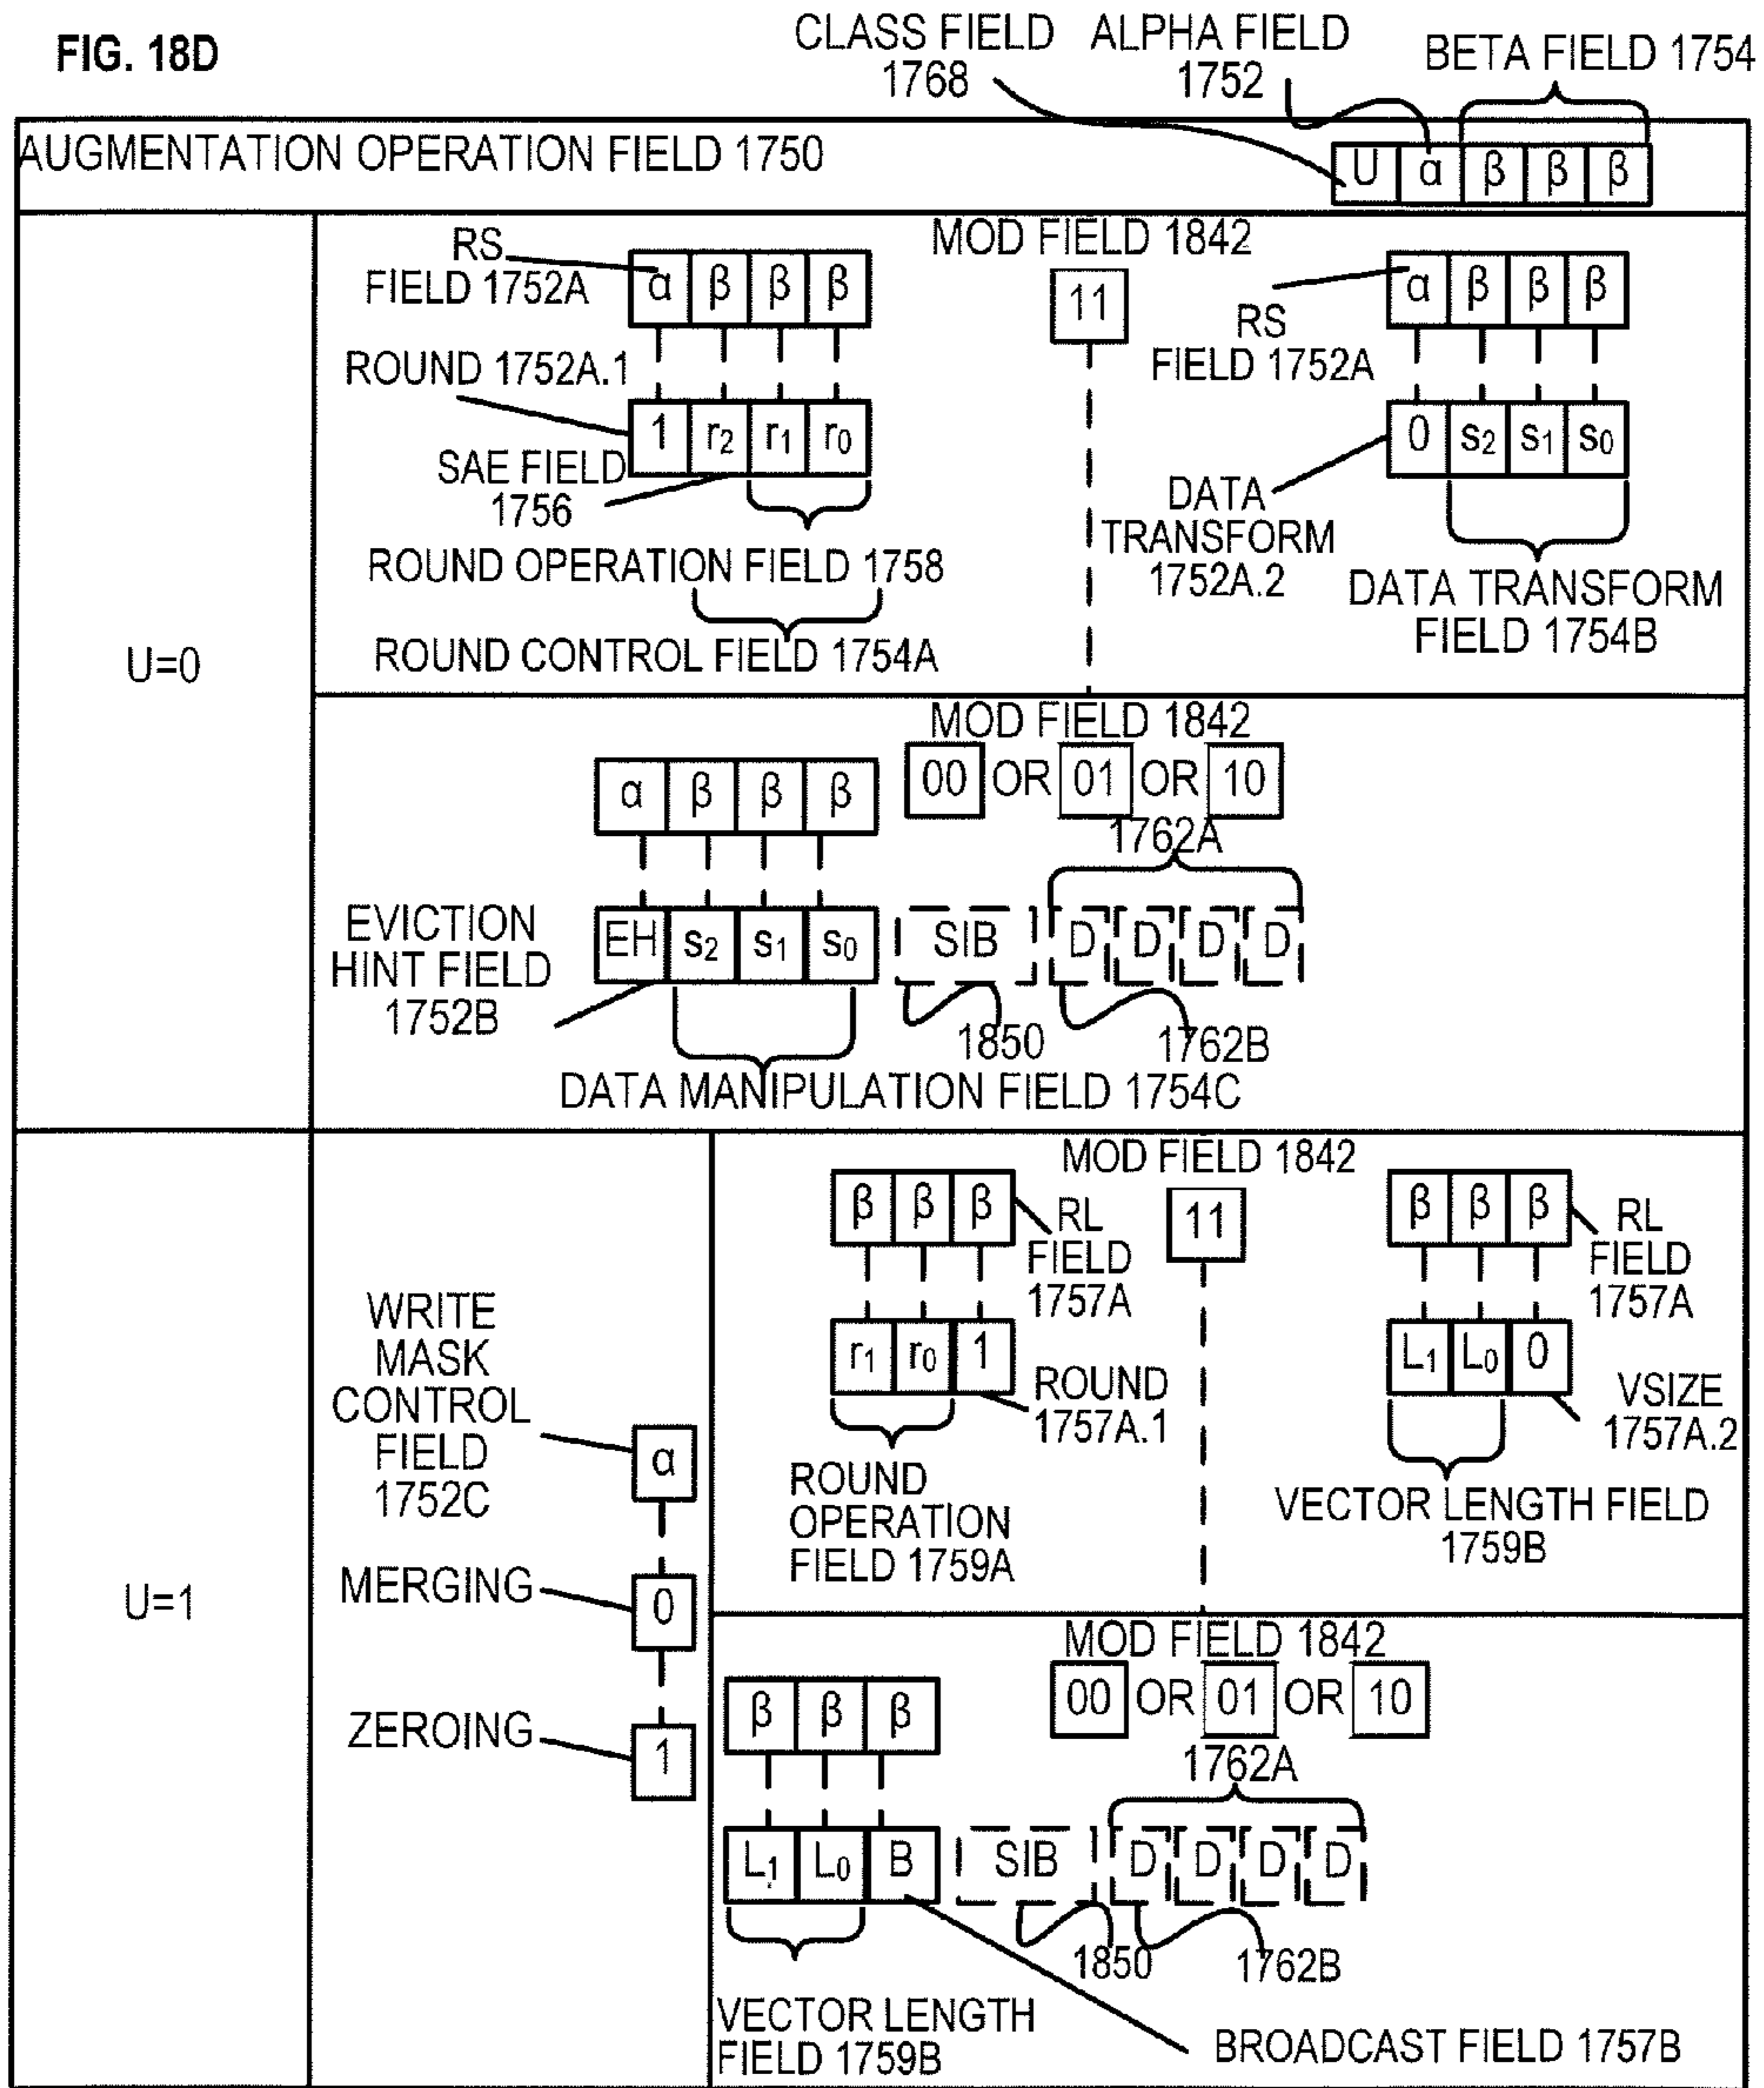 FIG. 18D
CLASS FIELD
1768
ALPHA FIELD
1752
BETA FIELD 1754
AUGMENTATION OPERATION FIELD 1750
U α β β β
U=0
MOD FIELD 1842
11
RS
FIELD 1752A
α β β β
ROUND 1752A.1
1 r2 r1 r0
SAE FIELD
1756
ROUND OPERATION FIELD 1758
ROUND CONTROL FIELD 1754A
α β β β
RS
FIELD 1752A
0 s2 s1 s0
DATA
TRANSFORM
1752A.2
DATA TRANSFORM
FIELD 1754B
MOD FIELD 1842
00 OR 01 OR 10
α β β β
1762A
EVICTION
HINT FIELD
1752B
EH s2 s1 s0
SIB
D D D D
1850
1762B
DATA MANIPULATION FIELD 1754C
U=1
WRITE
MASK
CONTROL
FIELD
1752C
α
MERGING
0
ZEROING
1
MOD FIELD 1842
11
β β β
RL
FIELD
1757A
r1 r0 1
ROUND
1757A.1
ROUND
OPERATION
FIELD 1759A
β β β
RL
FIELD
1757A
L1 L0 0
VSIZE
1757A.2
VECTOR LENGTH FIELD
1759B
MOD FIELD 1842
00 OR 01 OR 10
β β β
1762A
L1 L0 B
SIB
D D D D
1850
1762B
VECTOR LENGTH
FIELD 1759B
BROADCAST FIELD 1757B